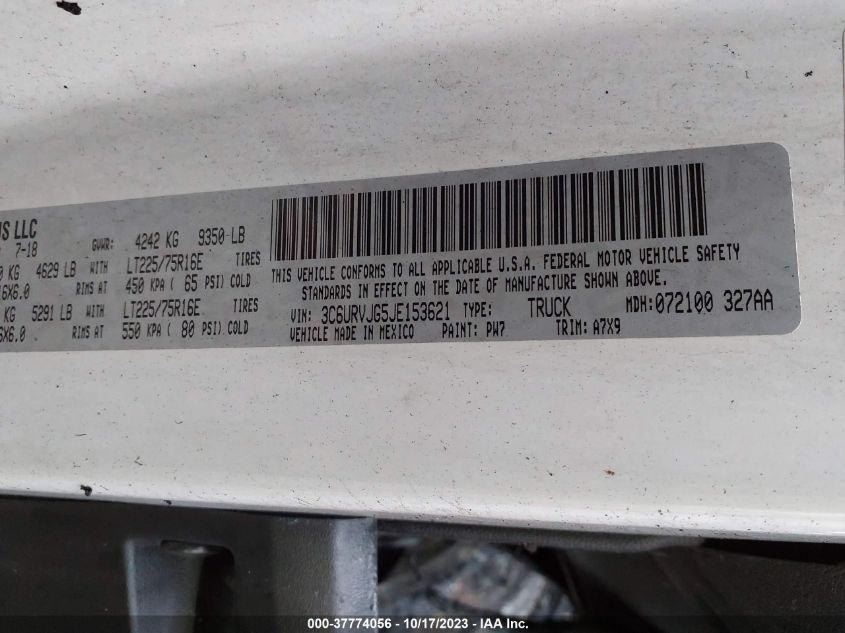 US LLC
7-18 GVWR: 4242 KG 9350 LB
KG 4629 LB WITH LT225/75R16E TIRES
6X6.0 RIMS AT 450 KPA ( 65 PSI) COLD
KG 5291 LB WITH LT225/75R16E TIRES
6X6.0 RIMS AT 550 KPA ( 80 PSI) COLD
THIS VEHICLE CONFORMS TO ALL APPLICABLE U.S.A. FEDERAL MOTOR VEHICLE SAFETY
STANDARDS IN EFFECT ON THE DATE OF MANUFACTURE SHOWN ABOVE.
VIN: 3C6URVJG5JE153621 TYPE: TRUCK MDH: 072100 327AA
VEHICLE MADE IN MEXICO PAINT: PW7 TRIM: A7X9
000-37774056 - 10/17/2023 - IAA Inc.